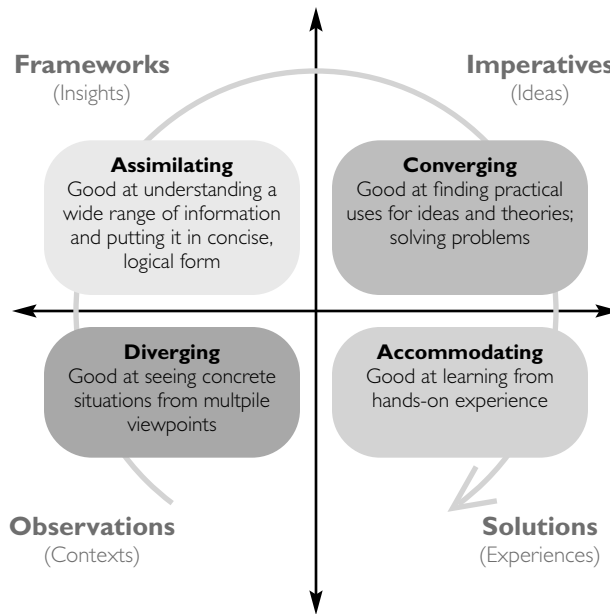 Frameworks
(Insights)
Imperatives
(Ideas)
Assimilating
Good at understanding a
wide range of information
and putting it in concise,
logical form
Converging
Good at finding practical
uses for ideas and theories;
solving problems
Diverging
Good at seeing concrete
situations from multpile
viewpoints
Accommodating
Good at learning from
hands-on experience
Observations
(Contexts)
Solutions
(Experiences)